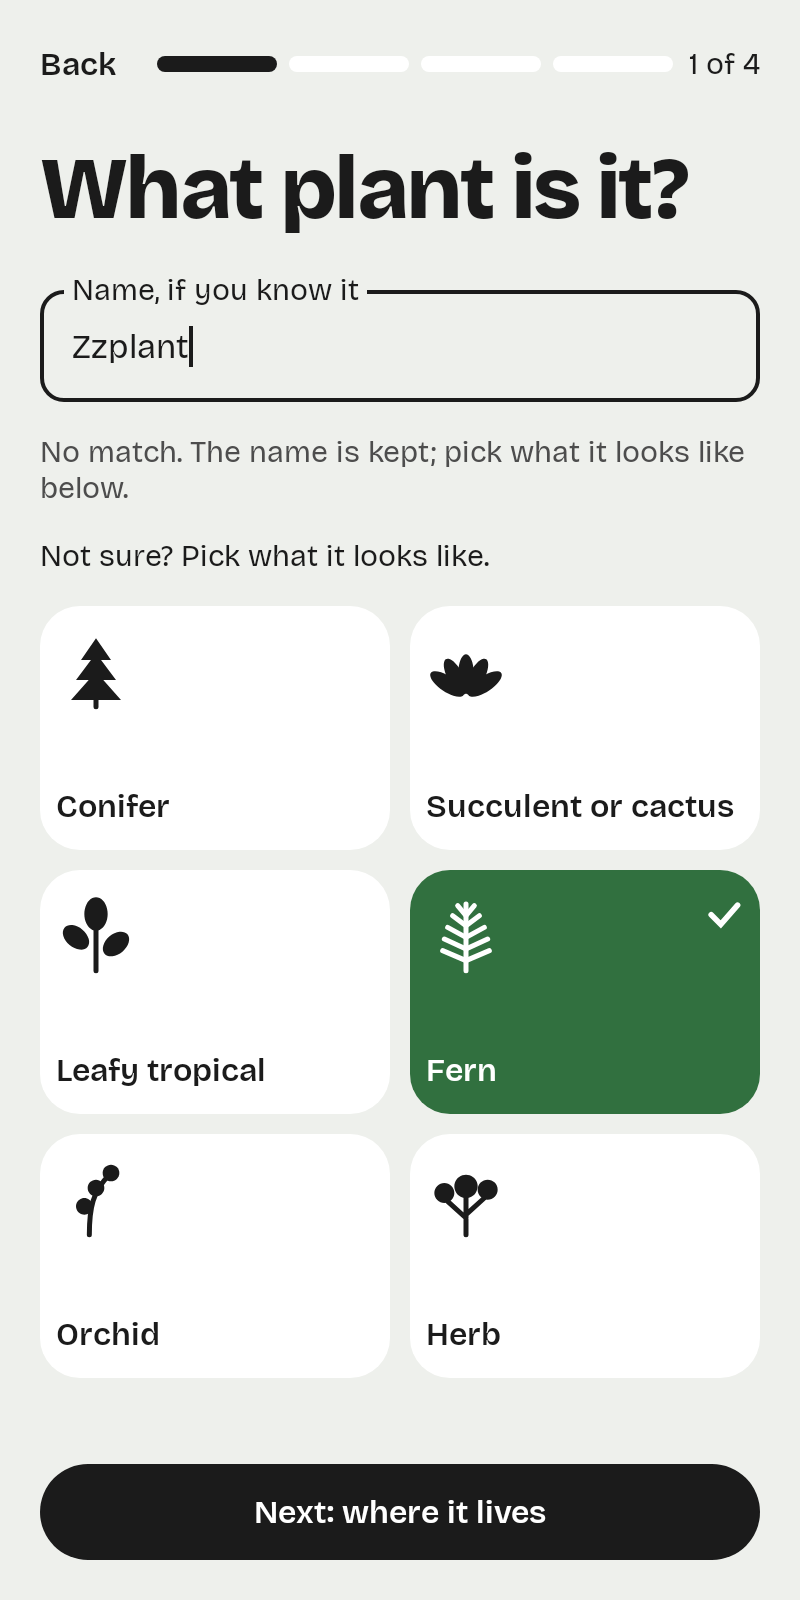 Back
1 of 4
What plant is it?
Name, if you know it
Zzplant
No match. The name is kept; pick what it looks like
below.
Not sure? Pick what it looks like.
Conifer
Succulent or cactus
Leafy tropical
Fern
Orchid
Herb
Next: where it lives